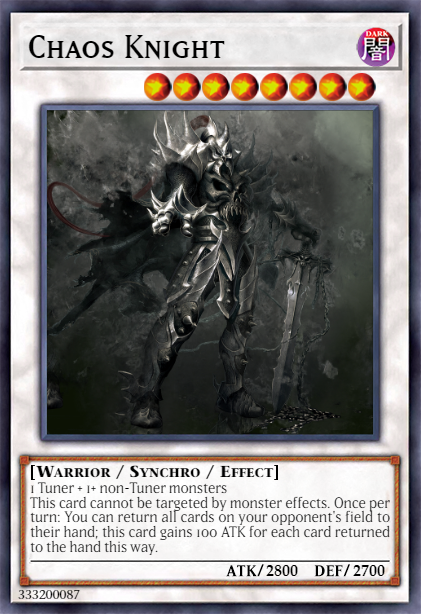 Chaos Knight
DARK
闇
[Warrior / Synchro / Effect]
1 Tuner + 1+ non-Tuner monsters
This card cannot be targeted by monster effects. Once per
turn: You can return all cards on your opponent's field to
their hand; this card gains 100 ATK for each card returned
to the hand this way.
ATK/2800 DEF/2700
333200087